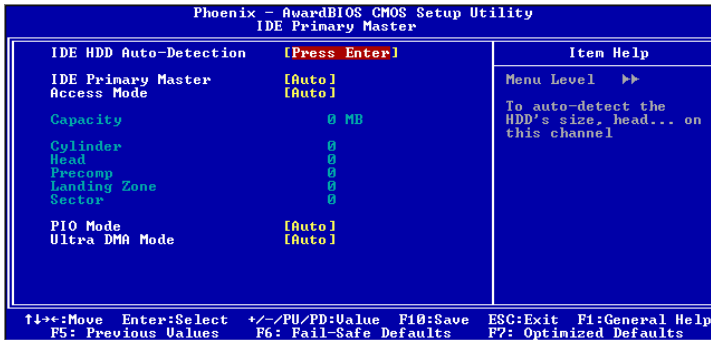 Phoenix - AwardBIOS CMOS Setup Utility
IDE Primary Master
IDE HDD Auto-Detection [Press Enter]
IDE Primary Master [Auto]
Access Mode [Auto]
Capacity 0 MB
Cylinder 0
Head 0
Precomp 0
Landing Zone 0
Sector 0
PIO Mode [Auto]
Ultra DMA Mode [Auto]
Item Help
Menu Level ▶▶
To auto-detect the
HDD's size, head... on
this channel
↑↓→←:Move Enter:Select +/-/PU/PD:Value F10:Save ESC:Exit F1:General Help
F5: Previous Values F6: Fail-Safe Defaults F7: Optimized Defaults